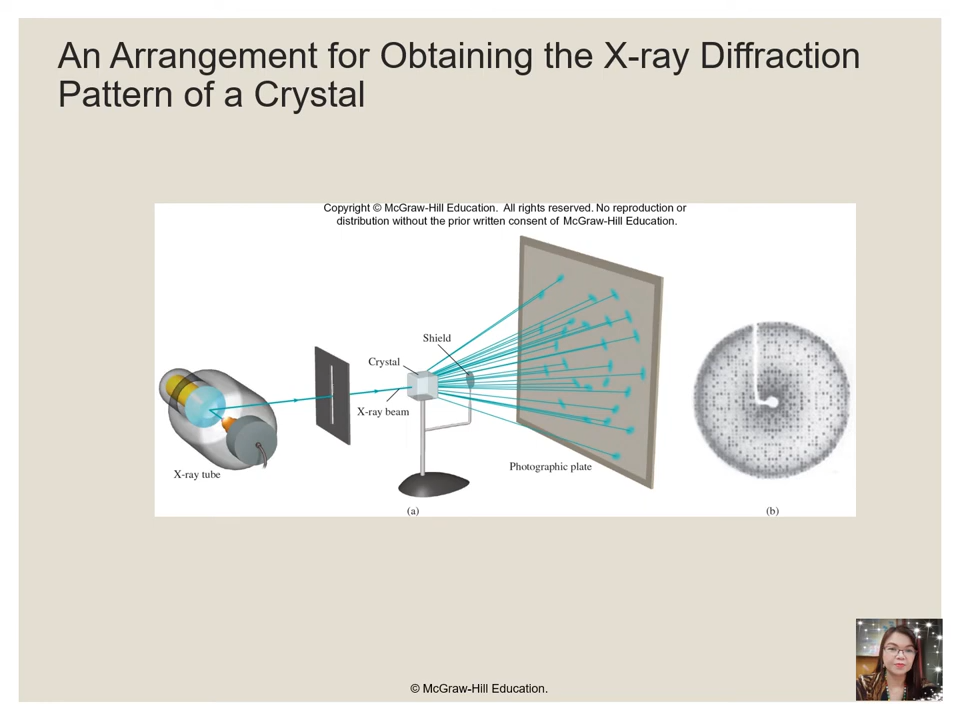 An Arrangement for Obtaining the X-ray Diffraction
Pattern of a Crystal
Copyright © McGraw-Hill Education. All rights reserved. No reproduction or
distribution without the prior written consent of McGraw-Hill Education.
Shield
Crystal
X-ray beam
X-ray tube
Photographic plate
(a)
(b)
© McGraw-Hill Education.